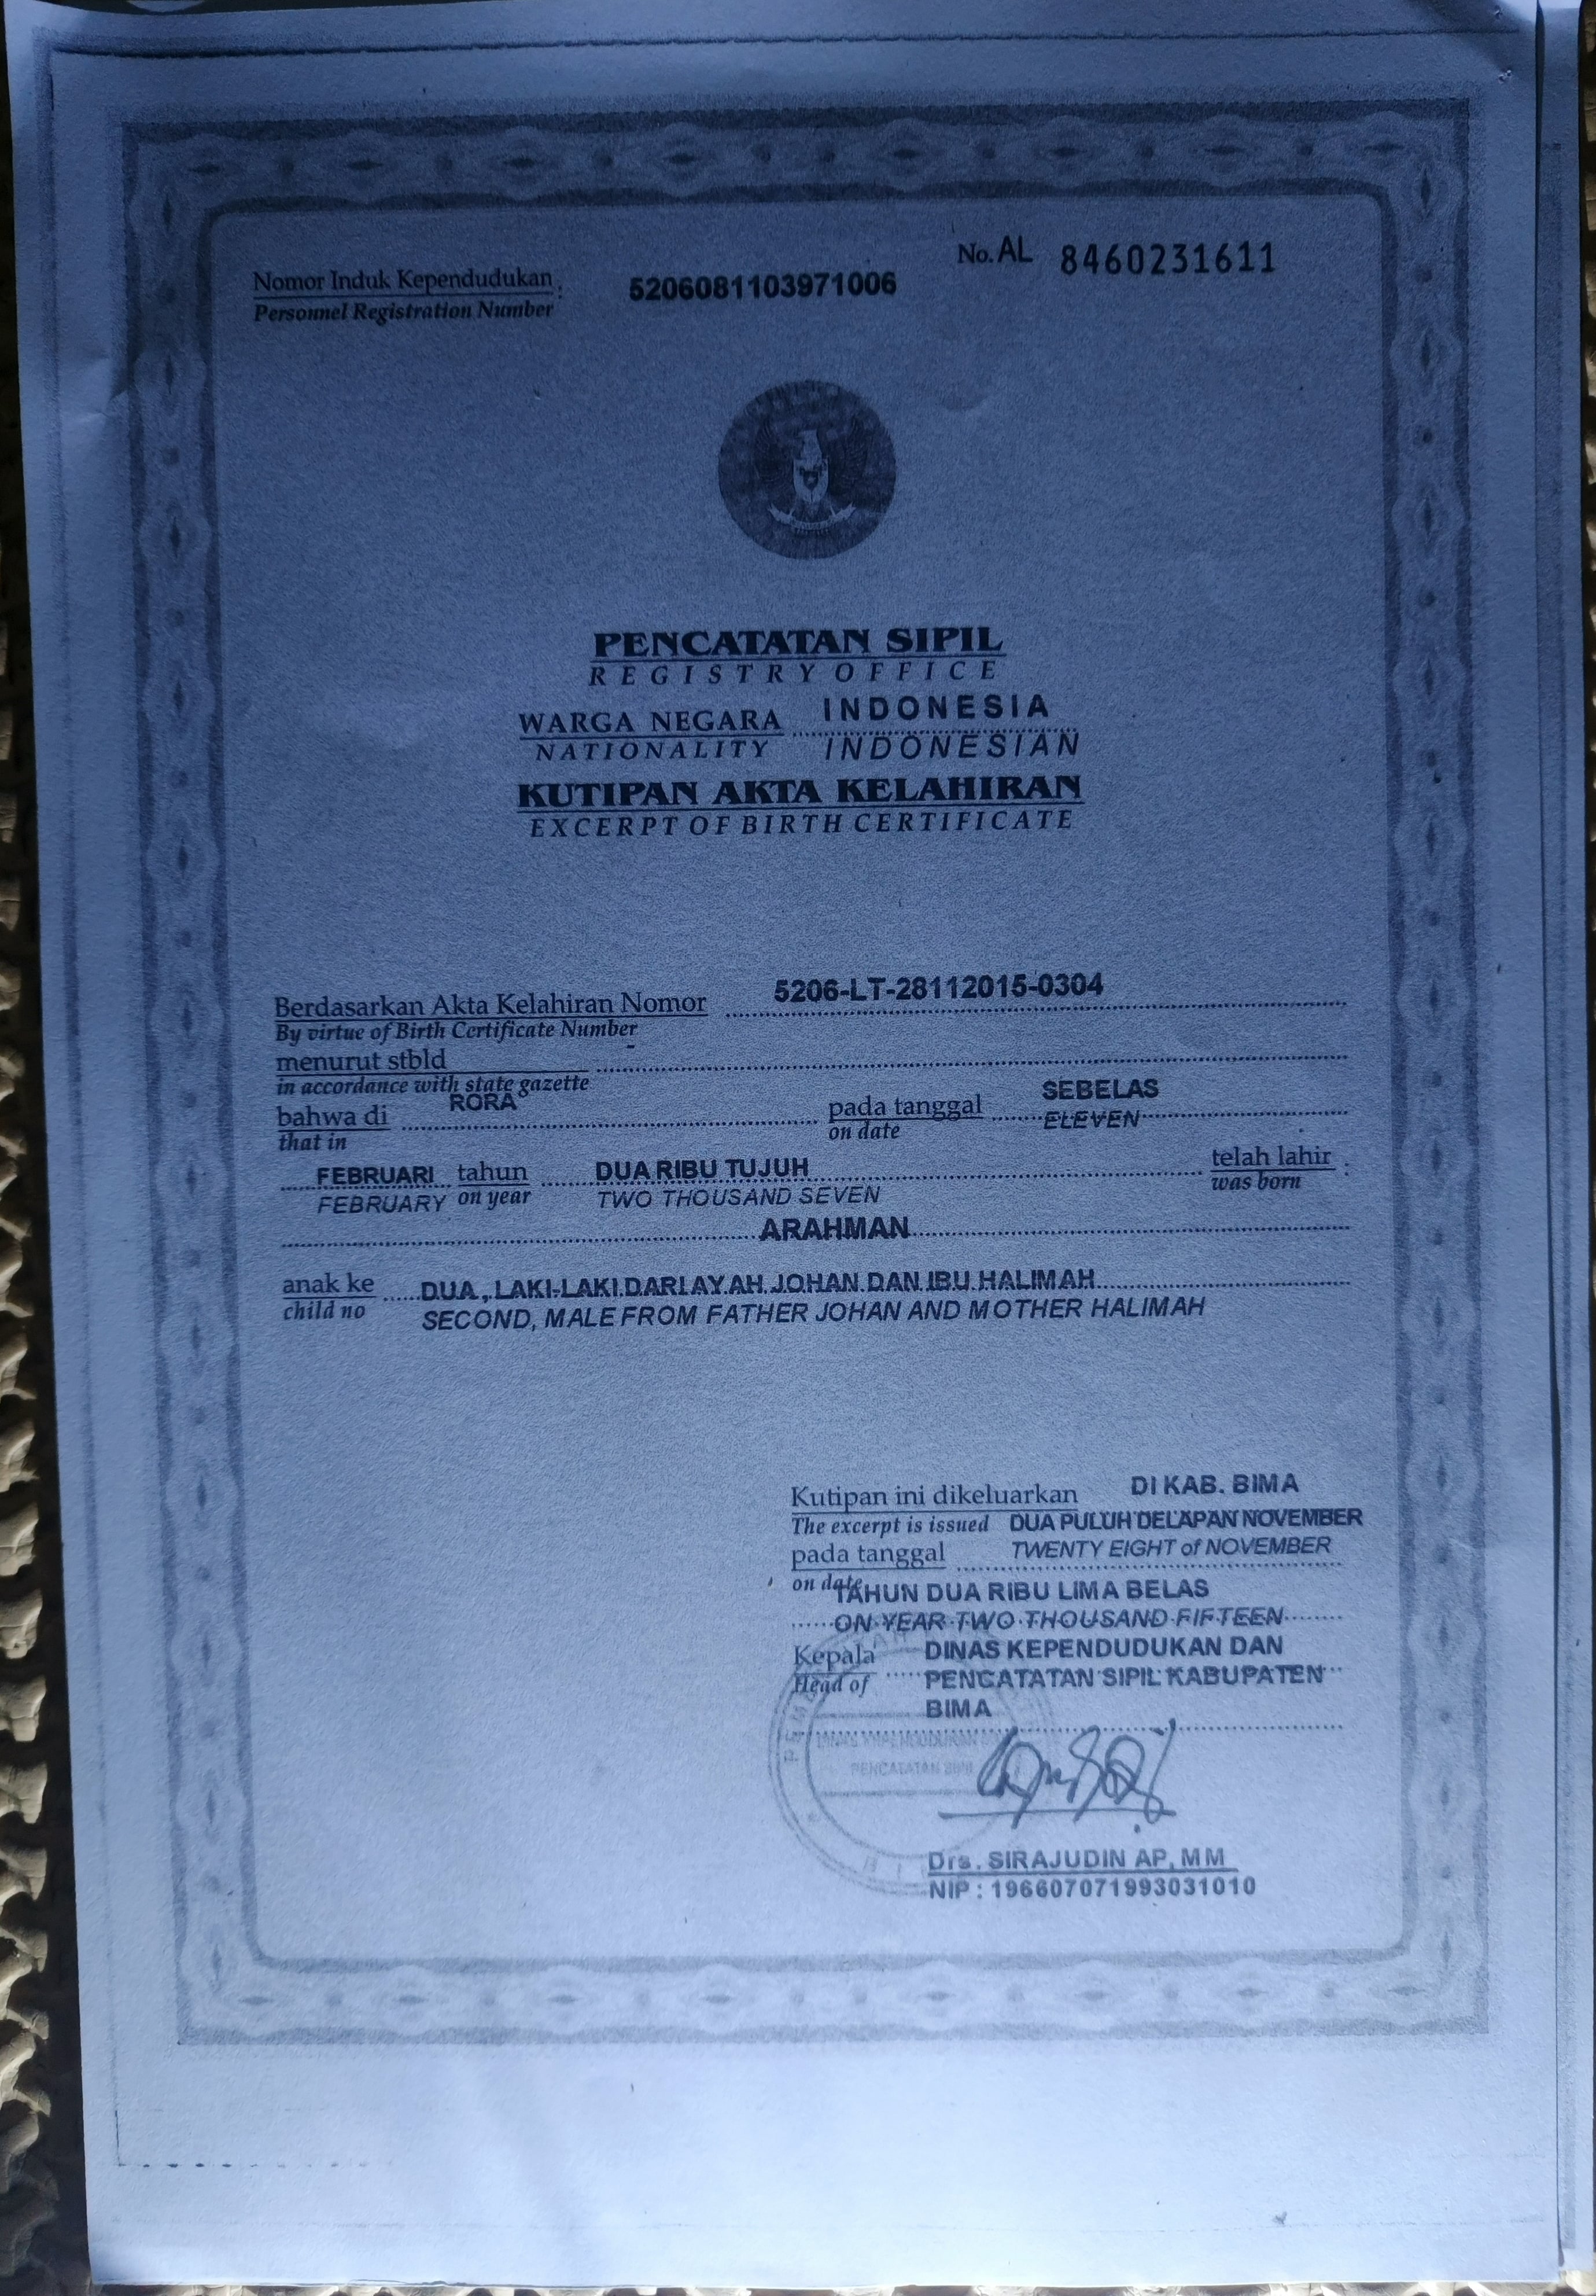 No. AL 8460231611
Nomor Induk Kependudukan : 5206081103971006
Personnel Registration Number
PENCATATAN SIPIL
REGISTRY OFFICE
WARGA NEGARA INDONESIA
NATIONALITY INDONESIAN
KUTIPAN AKTA KELAHIRAN
EXCERPT OF BIRTH CERTIFICATE
Berdasarkan Akta Kelahiran Nomor 5206-LT-28112015-0304
By virtue of Birth Certificate Number
menurut stbld -
in accordance with state gazette
bahwa di RORA pada tanggal SEBELAS
that in on date ELEVEN
FEBRUARI tahun DUA RIBU TUJUH telah lahir :
FEBRUARY on year TWO THOUSAND SEVEN was born
ARAHMAN
anak ke DUA, LAKI-LAKI DARI AYAH JOHAN DAN IBU HALIMAH
child no SECOND, MALE FROM FATHER JOHAN AND MOTHER HALIMAH
Kutipan ini dikeluarkan DI KAB. BIMA
The excerpt is issued DUA PULUH DELAPAN NOVEMBER
pada tanggal TWENTY EIGHT of NOVEMBER
on date TAHUN DUA RIBU LIMA BELAS
ON YEAR TWO THOUSAND FIFTEEN
Kepala DINAS KEPENDUDUKAN DAN
Head of PENCATATAN SIPIL KABUPATEN
BIMA
PENCATATAN SIPIL
Drs. SIRAJUDIN AP, MM
NIP : 196607071993031010